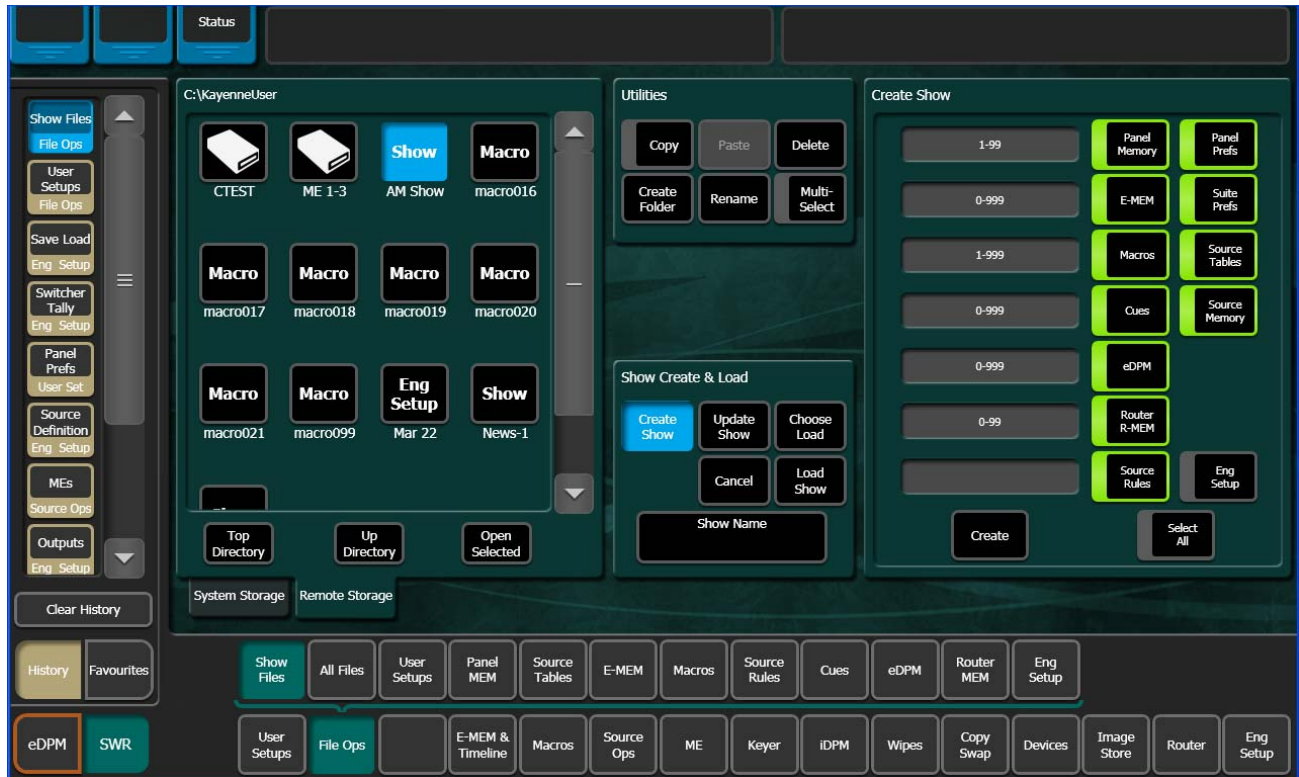 Status
Show Files
File Ops
User
Setups
File Ops
Save Load
Eng Setup
Switcher
Tally
Eng Setup
Panel
Prefs
User Set
Source
Definition
Eng Setup
MEs
Source Ops
Outputs
Eng Setup
Clear History
History
Favourites
eDPM
SWR
C:\KayenneUser
CTEST
ME 1-3
Show
AM Show
Macro
macro016
Macro
macro017
Macro
macro018
Macro
macro019
Macro
macro020
Macro
macro021
Macro
macro099
Eng
Setup
Mar 22
Show
News-1
Top
Directory
Up
Directory
Open
Selected
System Storage
Remote Storage
Utilities
Copy
Paste
Delete
Create
Folder
Rename
Multi-
Select
Show Create & Load
Create
Show
Update
Show
Choose
Load
Cancel
Load
Show
Show Name
Create Show
1-99
Panel
Memory
Panel
Prefs
0-999
E-MEM
Suite
Prefs
1-999
Macros
Source
Tables
0-999
Cues
Source
Memory
0-999
eDPM
0-99
Router
R-MEM
Source
Rules
Eng
Setup
Create
Select
All
Show
Files
All Files
User
Setups
Panel
MEM
Source
Tables
E-MEM
Macros
Source
Rules
Cues
eDPM
Router
MEM
Eng
Setup
User
Setups
File Ops
E-MEM &
Timeline
Macros
Source
Ops
ME
Keyer
iDPM
Wipes
Copy
Swap
Devices
Image
Store
Router
Eng
Setup